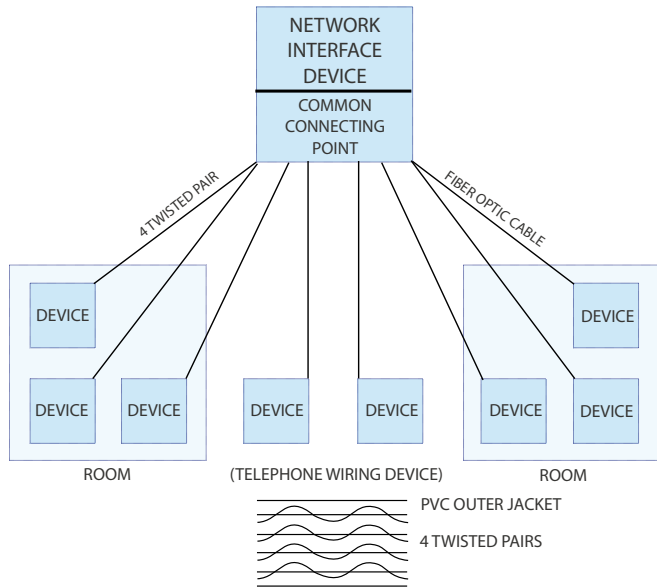 NETWORK
INTERFACE
DEVICE
COMMON
CONNECTING
POINT
4 TWISTED PAIR
FIBER OPTIC CABLE
DEVICE
DEVICE
DEVICE
DEVICE
DEVICE
DEVICE
DEVICE
DEVICE
ROOM
(TELEPHONE WIRING DEVICE)
ROOM
PVC OUTER JACKET
4 TWISTED PAIRS